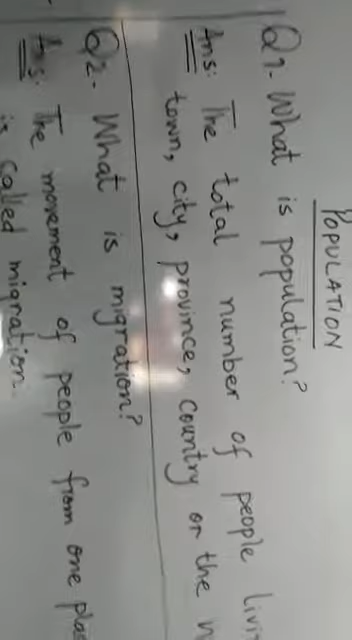 POPULATION
Q1. What is population?
Ans: The total number of people
town, city, province, country or the
Q2. What is migration?
Ans: The movement of people from one
is called migration.